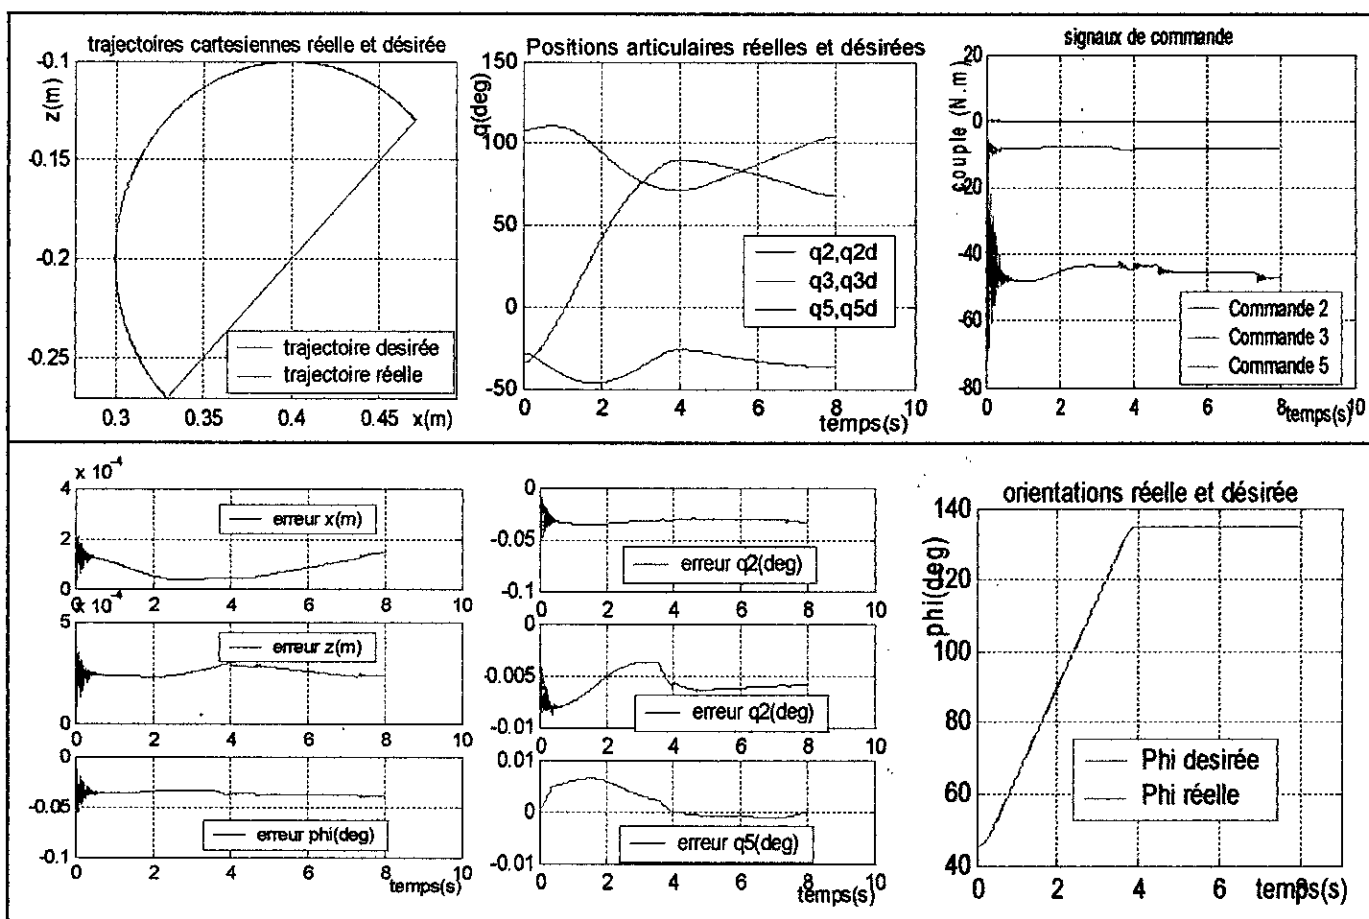 trajectoires cartesiennes réelle et désirée
-0.1
-0.15
-0.2
-0.25
z(m)
trajectoire desirée
trajectoire réelle
0.3 0.35 0.4 0.45 x(m)
Positions articulaires réelles et désirées
150
100
50
0
-50
q(deg)
q2,q2d
q3,q3d
q5,q5d
0 2 4 6 8 10
temps(s)
signaux de commande
20
0
-20
-40
-60
-80
couple (N.m)
Commande 2
Commande 3
Commande 5
0 2 4 6 8 10
temps(s)
x 10⁻⁴
4
2
0
erreur x(m)
0 2 4 6 8 10
x 10⁻⁴
5
0
erreur z(m)
0 2 4 6 8 10
0
-0.05
-0.1
erreur phi(deg)
0 2 4 6 8 10
temps(s)
0
-0.05
-0.1
erreur q2(deg)
0 2 4 6 8 10
-0.005
-0.01
erreur q2(deg)
0 2 4 6 8 10
0.01
0
-0.01
erreur q5(deg)
0 2 4 6 8 10
temps(s)
orientations réelle et désirée
140
120
100
80
60
40
phi(deg)
Phi desirée
Phi réelle
0 2 4 6 8 10
temps(s)